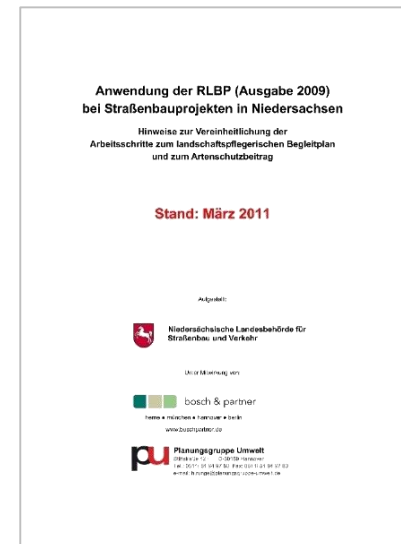 Anwendung der RLBP (Ausgabe 2009)
bei Straßenbauprojekten in Niedersachsen
Hinweise zur Vereinheitlichung der
Arbeitsschritte zum landschaftspflegerischen Begleitplan
und zum Artenschutzbeitrag
Stand: März 2011
Aufgestellt:
Niedersächsische Landesbehörde für
Straßenbau und Verkehr
Unter Mitwirkung von:
bosch & partner
herne • münchen • hannover • berlin
www.boschpartner.de
pu Planungsgruppe Umwelt